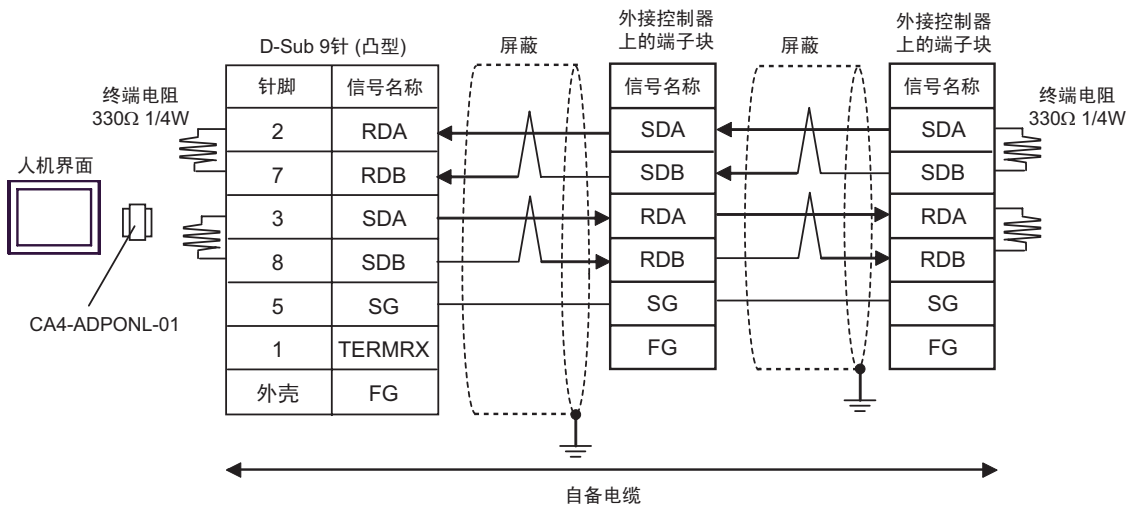 D-Sub 9针 (凸型)
屏蔽
外接控制器
上的端子块
屏蔽
外接控制器
上的端子块
终端电阻
330Ω 1/4W
针脚 信号名称
2 RDA
7 RDB
3 SDA
8 SDB
5 SG
1 TERMRX
外壳 FG
信号名称
SDA
SDB
RDA
RDB
SG
FG
信号名称
SDA
SDB
RDA
RDB
SG
FG
终端电阻
330Ω 1/4W
人机界面
CA4-ADPONL-01
自备电缆